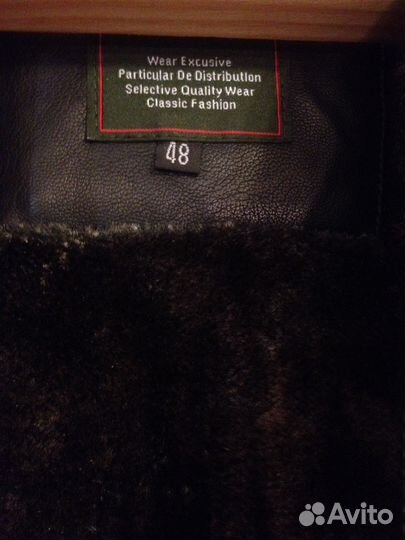 Wear Excusive
Particular De Distribution
Selective Quality Wear
Classic Fashion
48
Avito